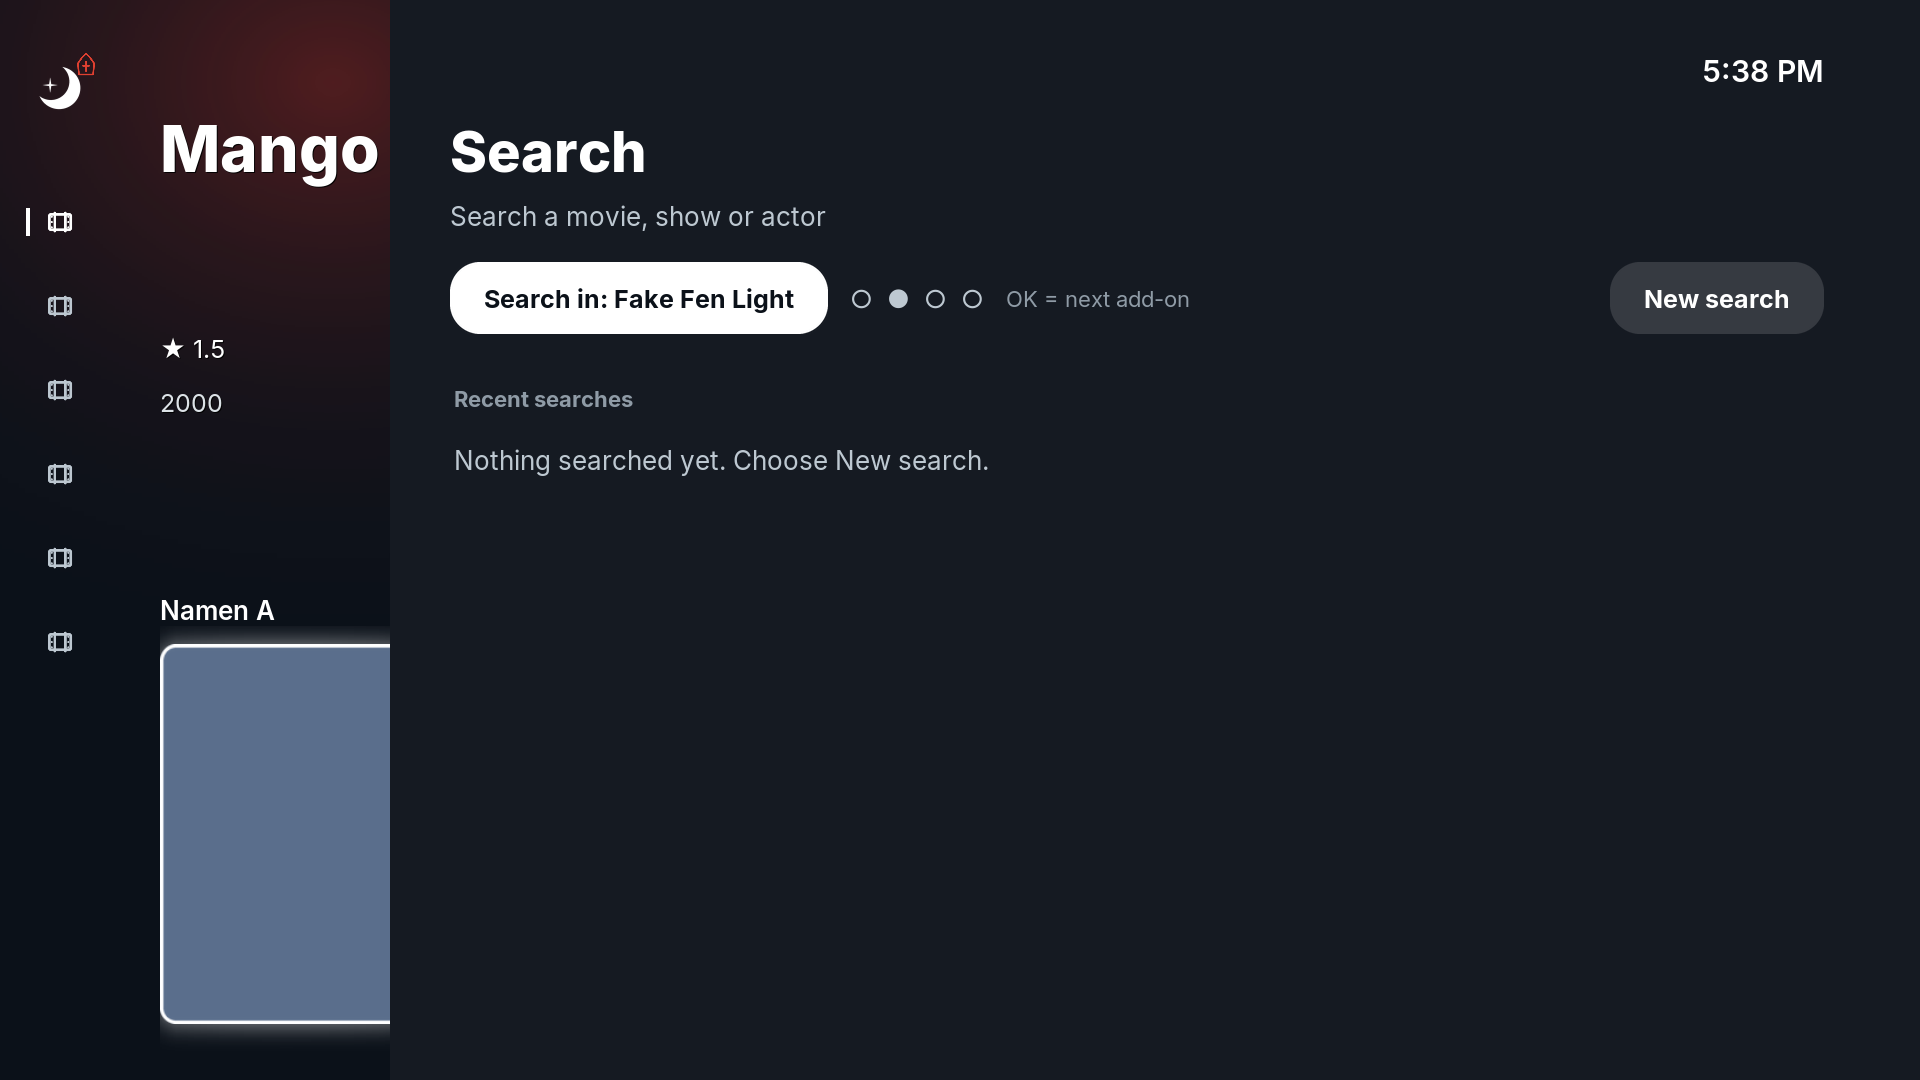 5:38 PM
Mango
Search
Search a movie, show or actor
Search in: Fake Fen Light
OK = next add-on
New search
★ 1.5
2000
Recent searches
Nothing searched yet. Choose New search.
Namen A